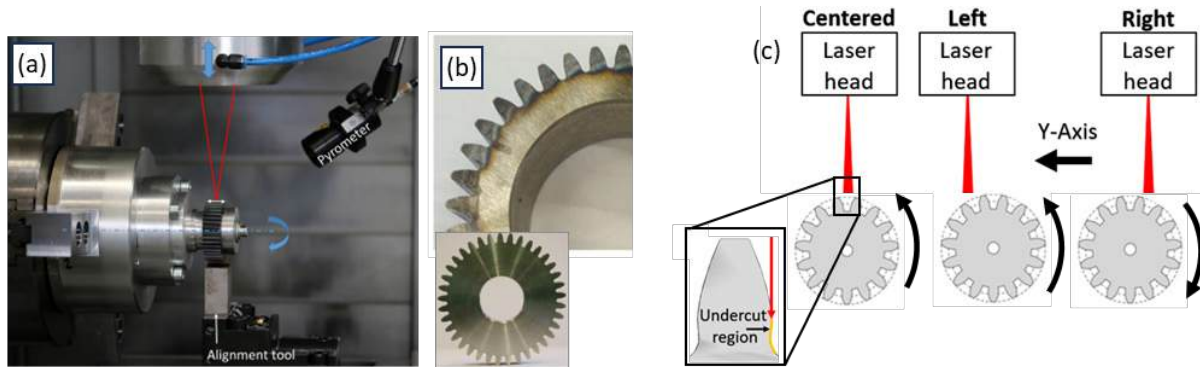 (a)
Pyrometer
Alignment tool
(b)
(c)
Centered
Left
Right
Laser
head
Laser
head
Laser
head
Y-Axis
Undercut
region